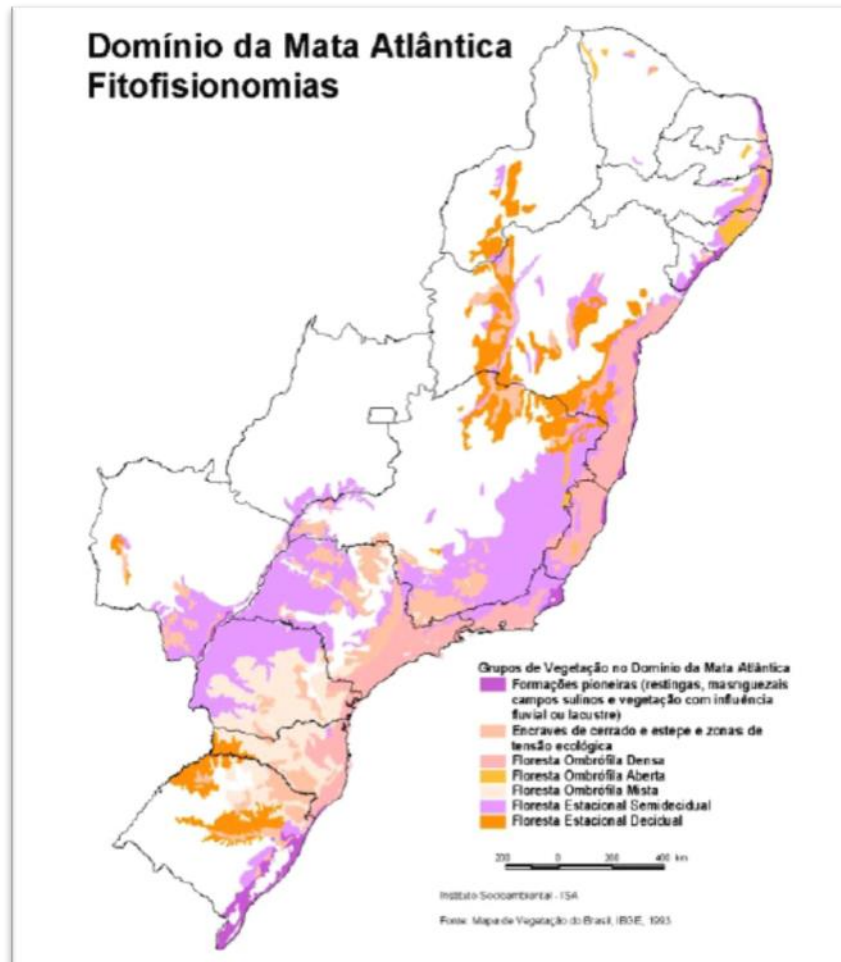 Domínio da Mata Atlântica
Fitofisionomias
Grupos de Vegetação no Domínio da Mata Atlântica
Formações pioneiras (restingas, masnguezais
campos sulinos e vegetação com influência
fluvial ou lacustre)
Encraves de cerrado e estepe e zonas de
tensão ecológica
Floresta Ombrófila Densa
Floresta Ombrófila Aberta
Floresta Ombrófila Mista
Floresta Estacional Semidecidual
Floresta Estacional Decidual
200 0 200 400 km
Instituto Socioambiental - ISA
Fonte: Mapa de Vegetação do Brasil, IBGE, 1993